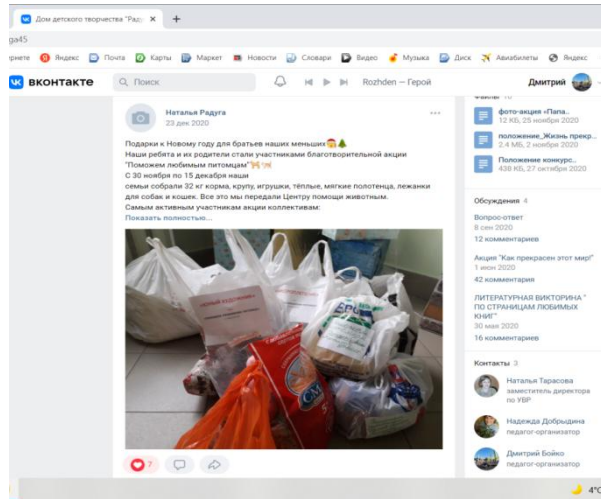 Дом детского творчества "Рад
ga45
рнете Яндекс Почта Карты Маркет Новости Словари Видео Музыка Диск Авиабилеты Яндекс
ВКОНТАКТЕ Поиск Rozhden — Герой Дмитрий
Наталья Радуга
23 дек 2020
Подарки к Новому году для братьев наших меньших
Наши ребята и их родители стали участниками благотворительной акции
"Поможем любимым питомцам"
С 30 ноября по 15 декабря наши
семьи собрали 32 кг корма, крупу, игрушки, тёплые, мягкие полотенца, лежанки
для собак и кошек. Все это мы передали Центру помощи животным.
Самым активным участникам акции коллективам:
Показать полностью...
7
фото-акция «Папа..
12 КБ, 25 ноября 2020
положение_Жизнь прекр..
2.4 МБ, 2 ноября 2020
Положение конкурс..
438 КБ, 27 октября 2020
Обсуждения 4
Вопрос-ответ
8 сен 2020
12 комментариев
Акция "Как прекрасен этот мир!"
1 июн 2020
42 комментария
ЛИТЕРАТУРНАЯ ВИКТОРИНА "
ПО СТРАНИЦАМ ЛЮБИМЫХ
КНИГ"
30 мая 2020
16 комментариев
Контакты 3
Наталья Тарасова
заместитель директора
по УВР
Надежда Добрыдина
педагог-организатор
Дмитрий Бойко
педагог-организатор
4°C